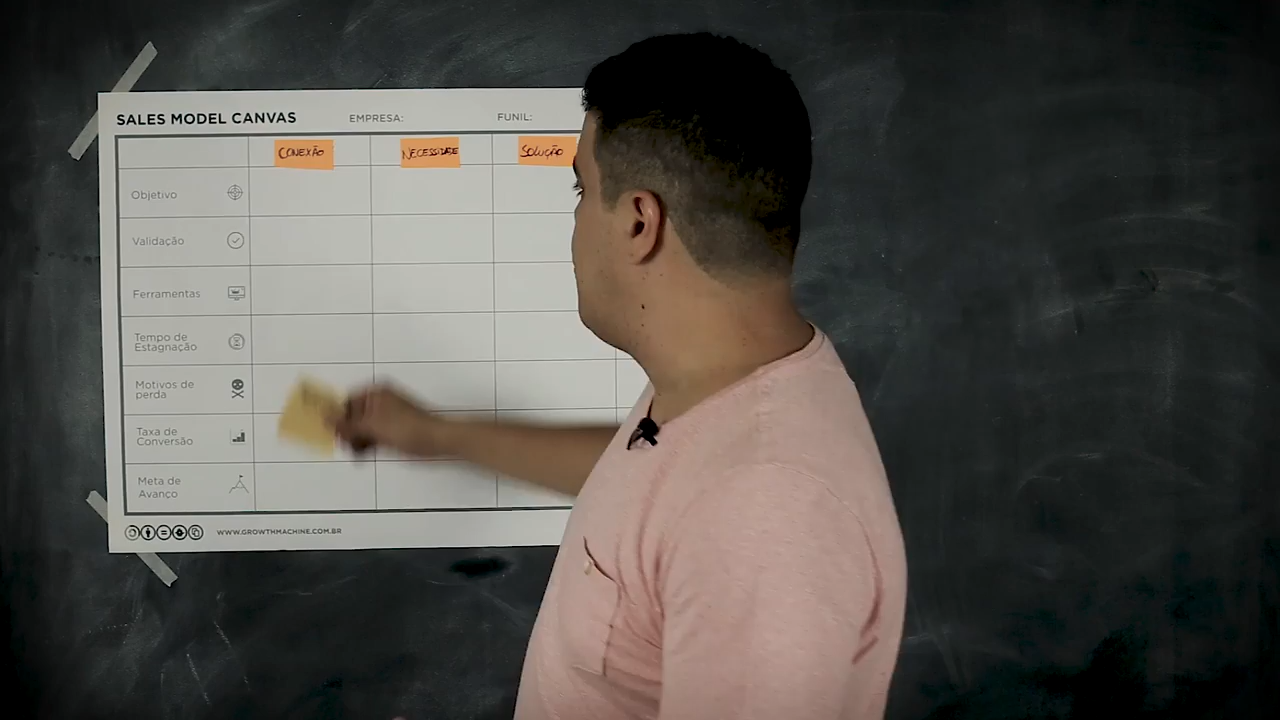 SALES MODEL CANVAS EMPRESA: FUNIL:
CONEXÃO NECESSIDADE SOLUÇÃO
Objetivo
Validação
Ferramentas
Tempo de
Estagnação
Motivos de
perda
Taxa de
Conversão
Meta de
Avanço
WWW.GROWTHMACHINE.COM.BR